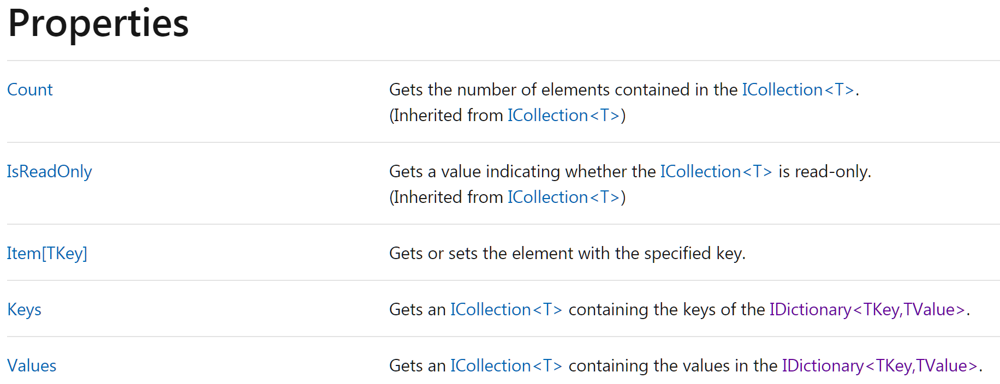 Properties
Count
Gets the number of elements contained in the ICollection<T>.
(Inherited from ICollection<T>)
IsReadOnly
Gets a value indicating whether the ICollection<T> is read-only.
(Inherited from ICollection<T>)
Item[TKey]
Gets or sets the element with the specified key.
Keys
Gets an ICollection<T> containing the keys of the IDictionary<TKey,TValue>.
Values
Gets an ICollection<T> containing the values in the IDictionary<TKey,TValue>.